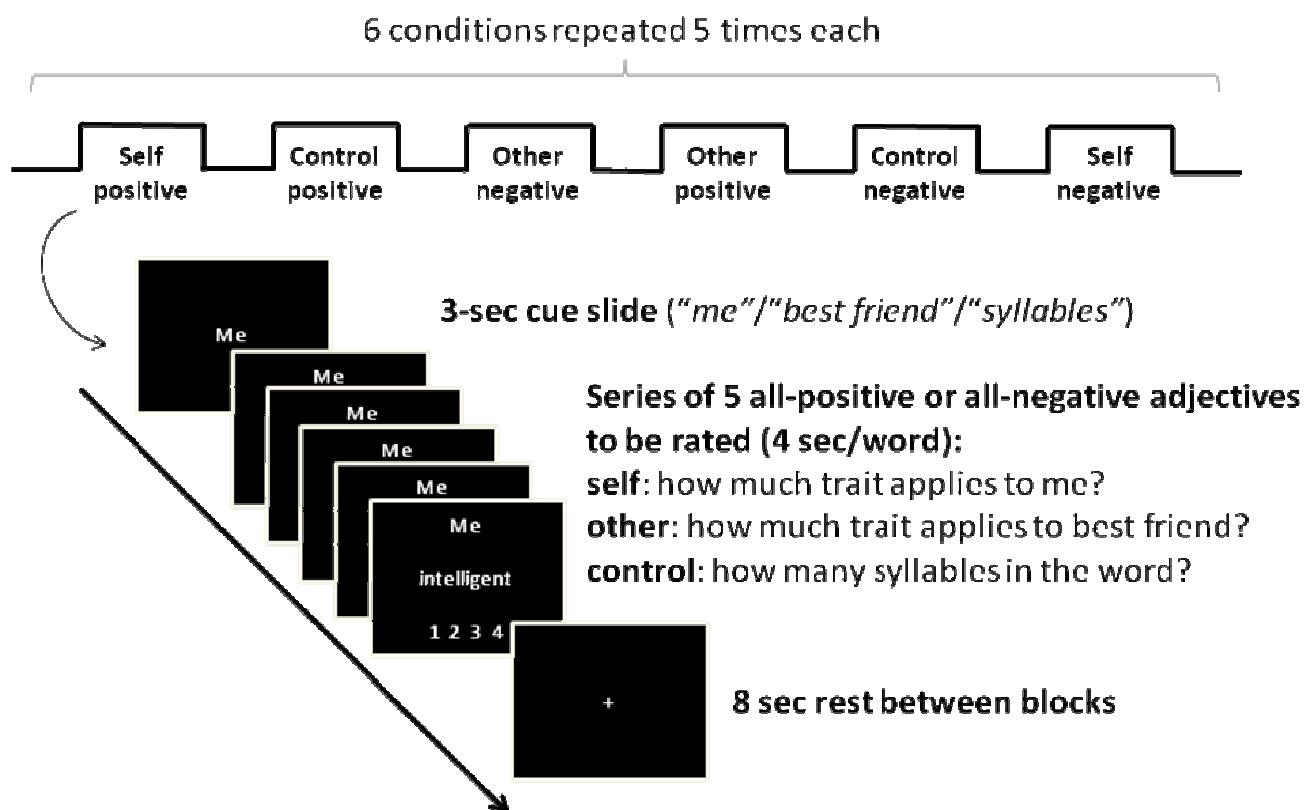 6 conditions repeated 5 times each
Self
positive
Control
positive
Other
negative
Other
positive
Control
negative
Self
negative
Me
3-sec cue slide ("me"/"best friend"/"syllables")
Me
Me
Me
Me
Me
intelligent
1 2 3 4
Series of 5 all-positive or all-negative adjectives
to be rated (4 sec/word):
self: how much trait applies to me?
other: how much trait applies to best friend?
control: how many syllables in the word?
+
8 sec rest between blocks